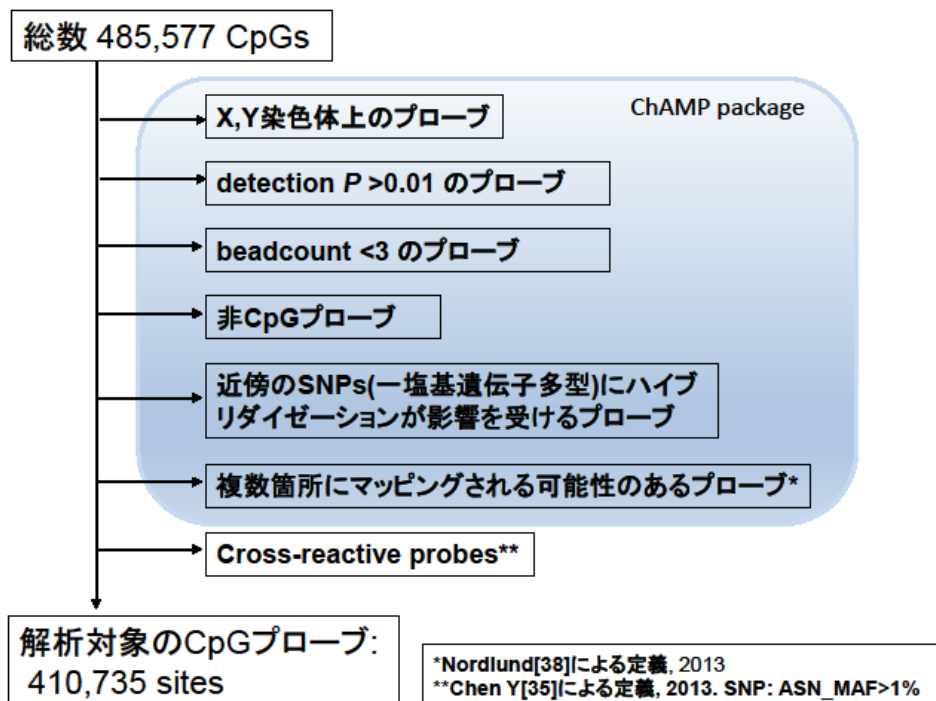 総数 485,577 CpGs
ChAMP package
X,Y染色体上のプローブ
detection P >0.01 のプローブ
beadcount <3 のプローブ
非CpGプローブ
近傍のSNPs(一塩基遺伝子多型)にハイブ
リダイゼーションが影響を受けるプローブ
複数箇所にマッピングされる可能性のあるプローブ*
Cross-reactive probes**
解析対象のCpGプローブ:
410,735 sites
*Nordlund[38]による定義, 2013
**Chen Y[35]による定義, 2013. SNP: ASN_MAF>1%